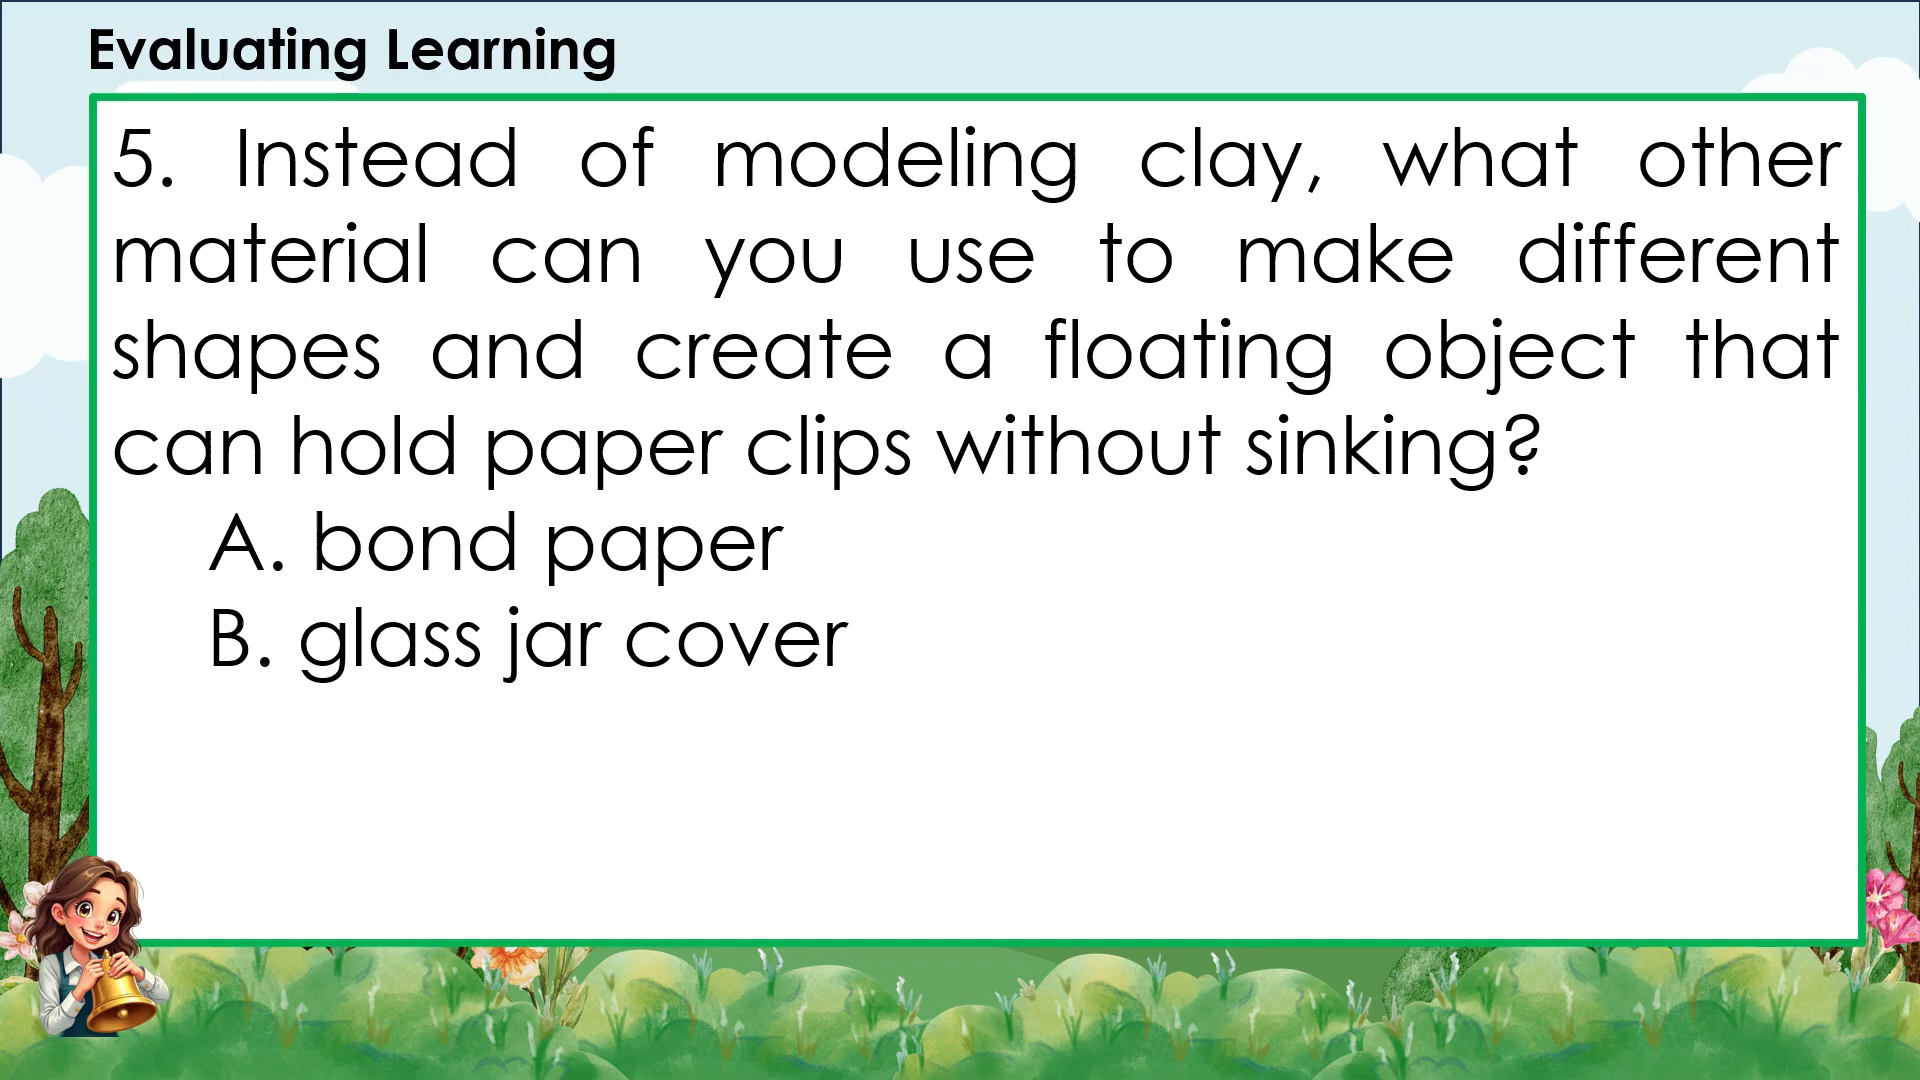 Evaluating Learning
5. Instead of modeling clay, what other
material can you use to make different
shapes and create a floating object that
can hold paper clips without sinking?
A. bond paper
B. glass jar cover